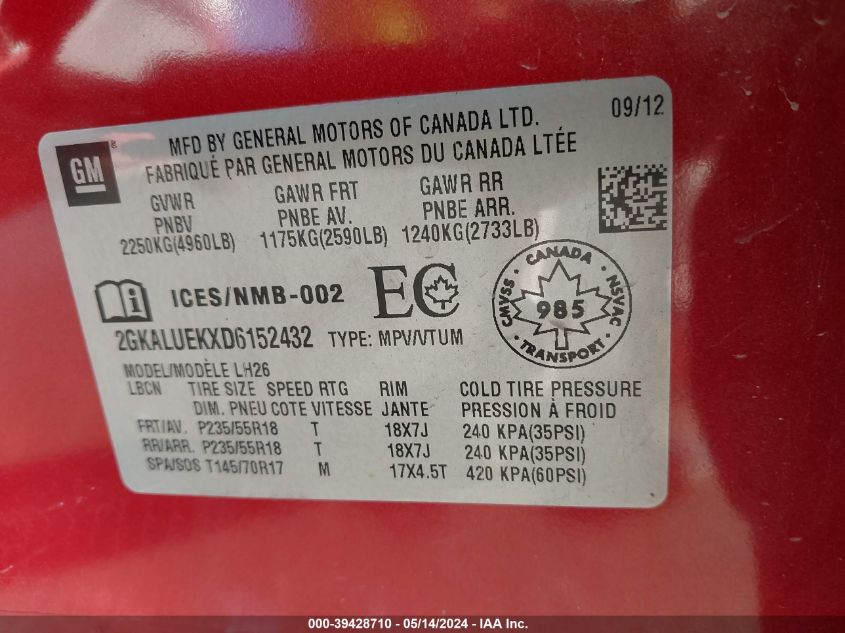 09/12
GM
MFD BY GENERAL MOTORS OF CANADA LTD.
FABRIQUÉ PAR GENERAL MOTORS DU CANADA LTÉE
GVWR GAWR FRT GAWR RR
PNBV PNBE AV. PNBE ARR.
2250KG(4960LB) 1175KG(2590LB) 1240KG(2733LB)
ICES/NMB-002 EC
CANADA
CMVSS 985 NSVAC
TRANSPORT
2GKALUEKXD6152432 TYPE: MPV/VTUM
MODEL/MODÈLE LH26
LBCN TIRE SIZE SPEED RTG RIM COLD TIRE PRESSURE
DIM. PNEU COTE VITESSE JANTE PRESSION À FROID
FRT/AV. P235/55R18 T 18X7J 240 KPA(35PSI)
RR/ARR. P235/55R18 T 18X7J 240 KPA(35PSI)
SPA/SOS T145/70R17 M 17X4.5T 420 KPA(60PSI)
000-39428710 - 05/14/2024 - IAA Inc.